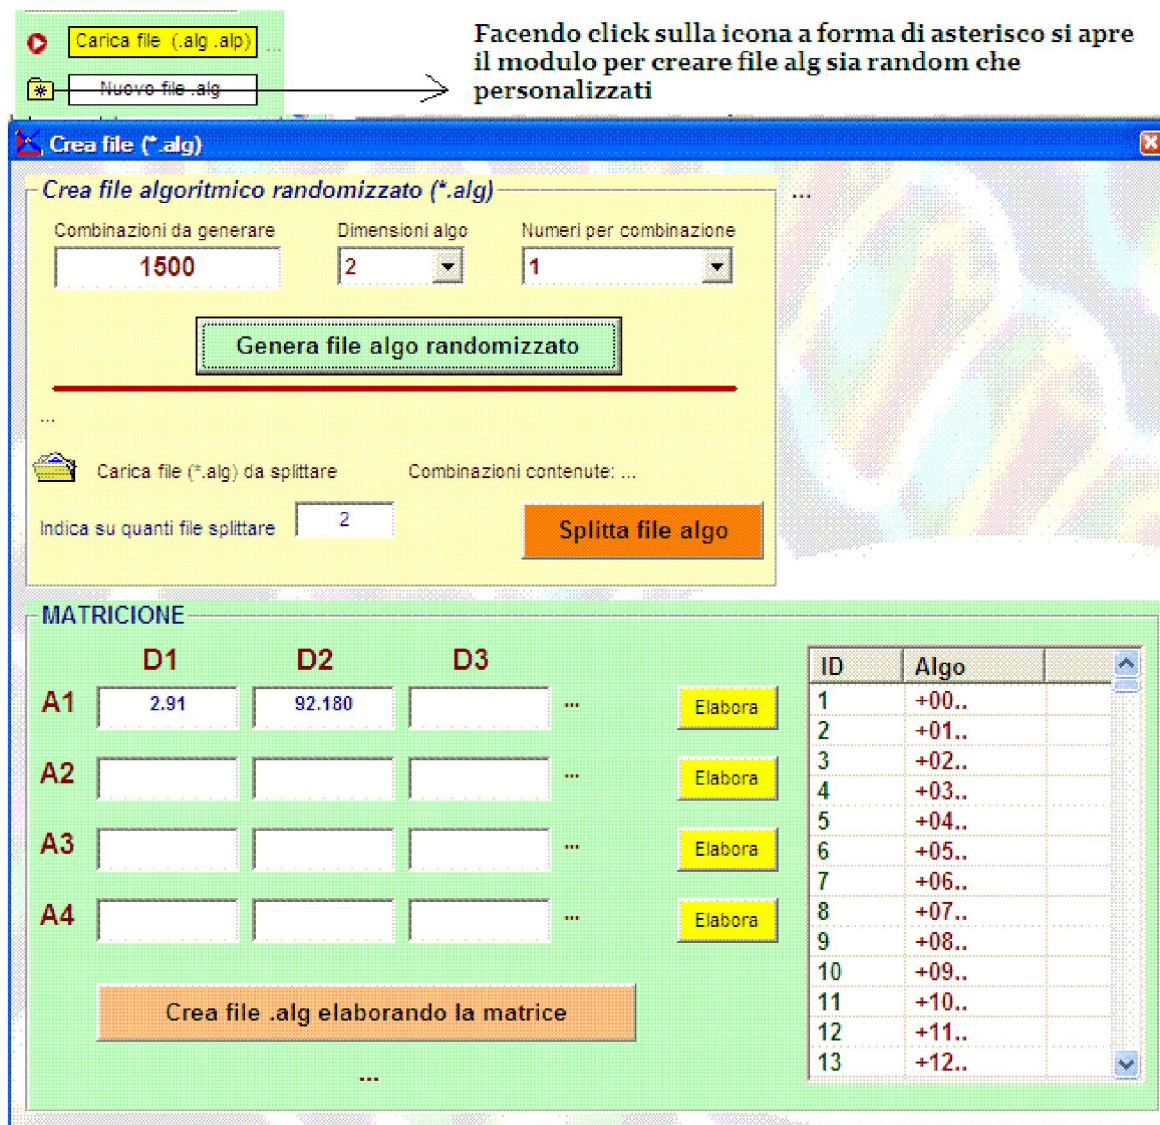 Carica file (.alg .alp) ...
Nuovo file .alg
Facendo click sulla icona a forma di asterisco si apre
il modulo per creare file alg sia random che
personalizzati
Crea file (*.alg)
Crea file algoritmico randomizzato (*.alg)
...
Combinazioni da generare Dimensioni algo Numeri per combinazione
1500 2 1
Genera file algo randomizzato
...
Carica file (*.alg) da splittare Combinazioni contenute: ...
Indica su quanti file splittare 2 Splitta file algo
MATRICIONE
D1 D2 D3
A1 2.91 92.180 ... Elabora
A2 ... Elabora
A3 ... Elabora
A4 ... Elabora
Crea file .alg elaborando la matrice
...
ID Algo
1 +00..
2 +01..
3 +02..
4 +03..
5 +04..
6 +05..
7 +06..
8 +07..
9 +08..
10 +09..
11 +10..
12 +11..
13 +12..